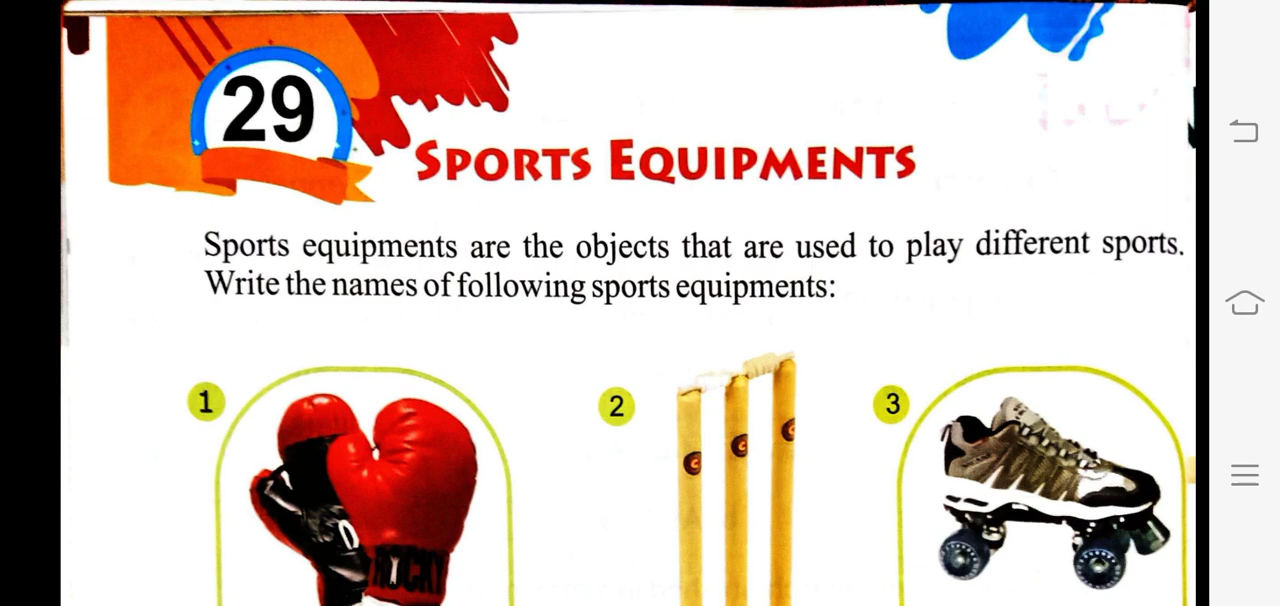 29
SPORTS EQUIPMENTS
Sports equipments are the objects that are used to play different sports.
Write the names of following sports equipments:
1
2
3
ROCKY